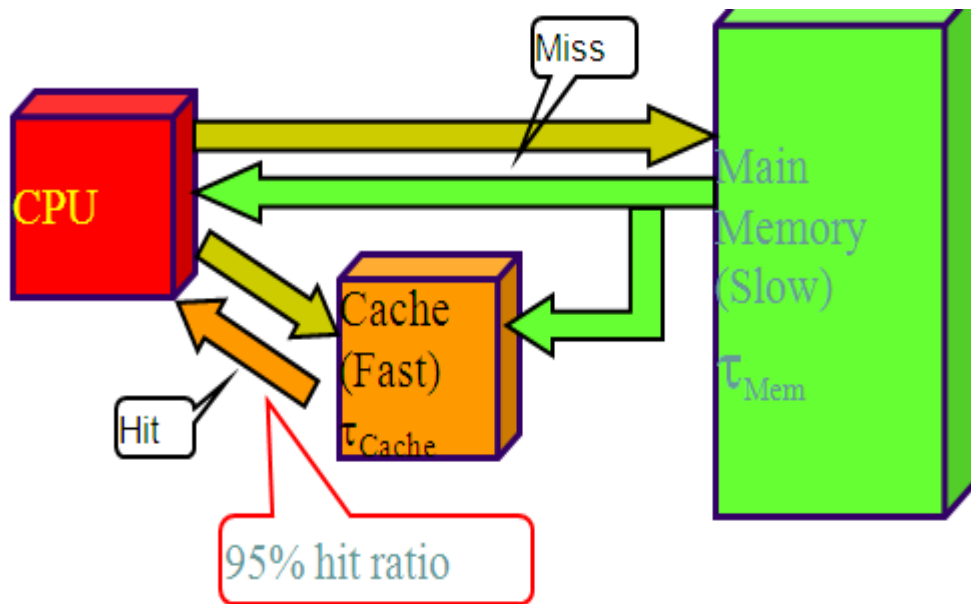 Miss
CPU
Main
Memory
(Slow)
τMem
Cache
(Fast)
τCache
Hit
95% hit ratio